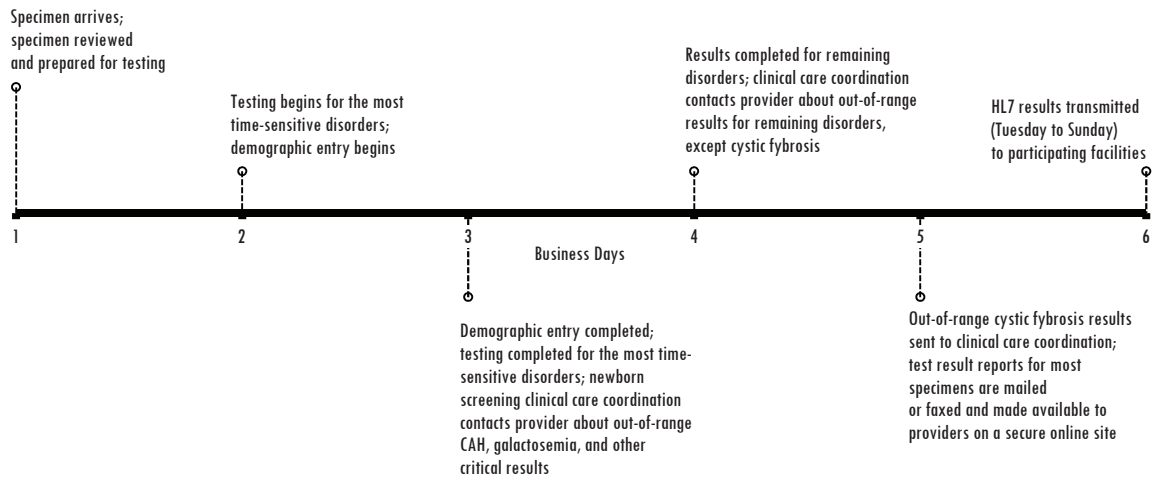 Specimen arrives;
specimen reviewed
and prepared for testing
Testing begins for the most
time-sensitive disorders;
demographic entry begins
Results completed for remaining
disorders; clinical care coordination
contacts provider about out-of-range
results for remaining disorders,
except cystic fybrosis
HL7 results transmitted
(Tuesday to Sunday)
to participating facilities
1
2
3
4
5
6
Business Days
Demographic entry completed;
testing completed for the most time-
sensitive disorders; newborn
screening clinical care coordination
contacts provider about out-of-range
CAH, galactosemia, and other
critical results
Out-of-range cystic fybrosis results
sent to clinical care coordination;
test result reports for most
specimens are mailed
or faxed and made available to
providers on a secure online site